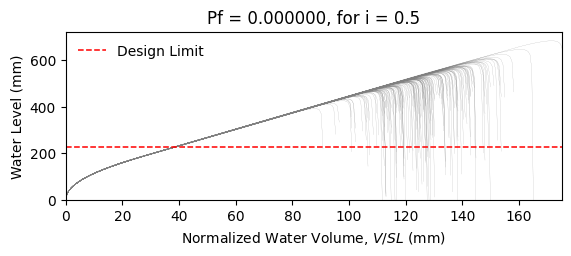 Pf = 0.000000, for i = 0.5
Design Limit
Water Level (mm)
600
400
200
0
0 20 40 60 80 100 120 140 160
Normalized Water Volume, V/SL (mm)